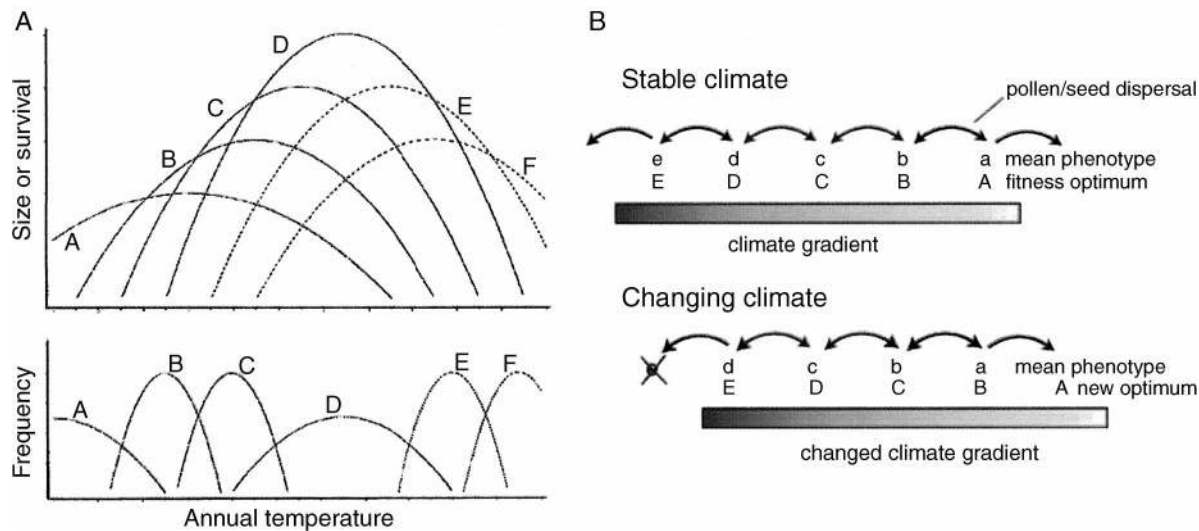 A
Size or survival
A
B
C
D
E
F
Frequency
A
B
C
D
E
F
Annual temperature
B
Stable climate
pollen/seed dispersal
e d c b a mean phenotype
E D C B A fitness optimum
climate gradient
Changing climate
e
d c b a mean phenotype
E D C B A new optimum
changed climate gradient